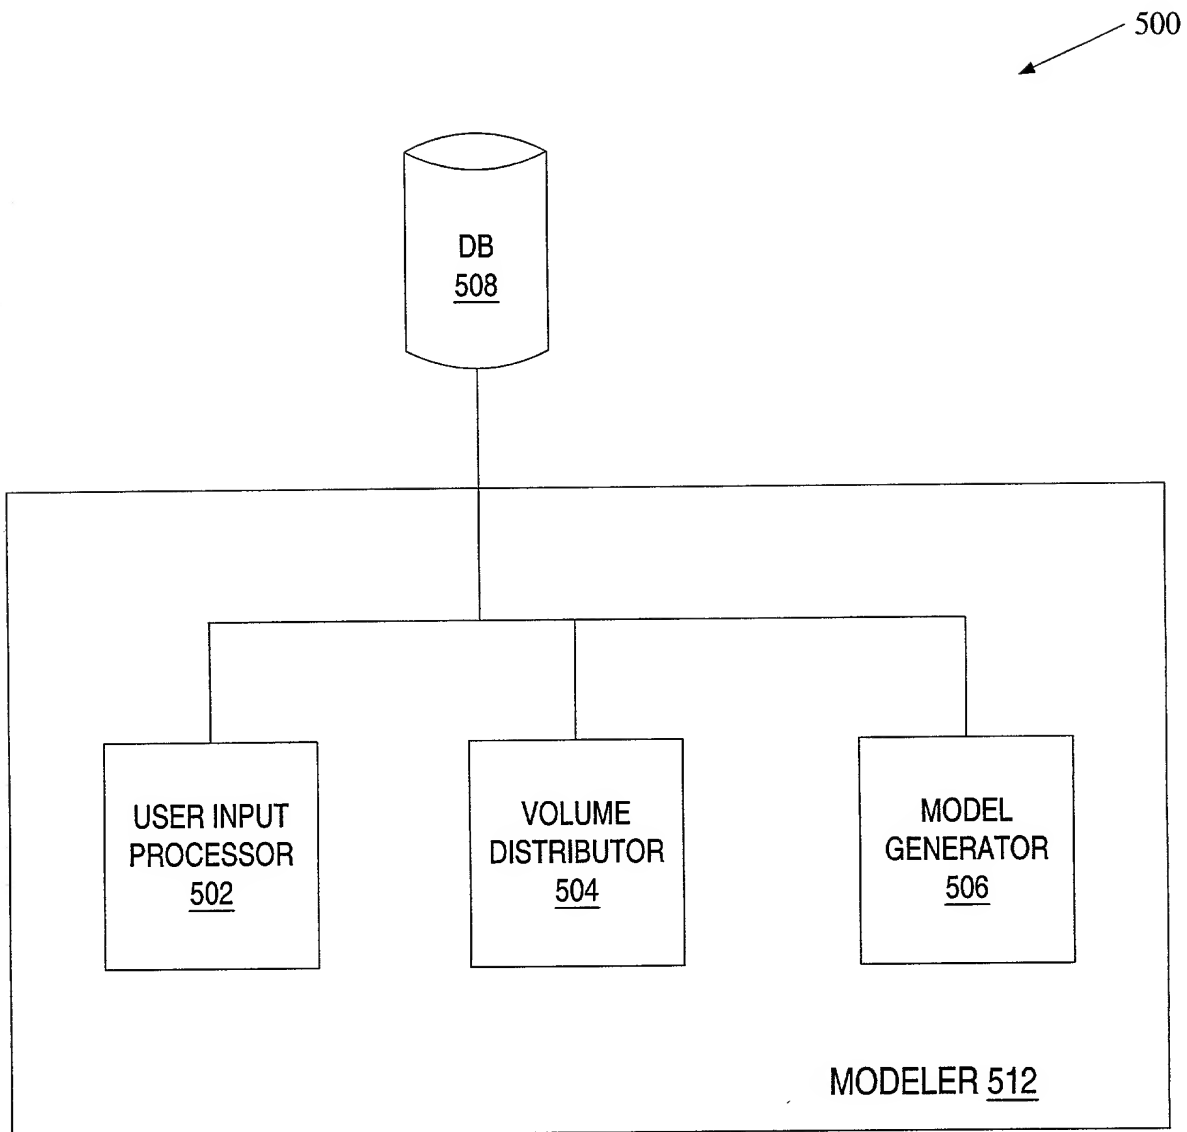 500
DB
508
USER INPUT
PROCESSOR
502
VOLUME
DISTRIBUTOR
504
MODEL
GENERATOR
506
MODELER 512